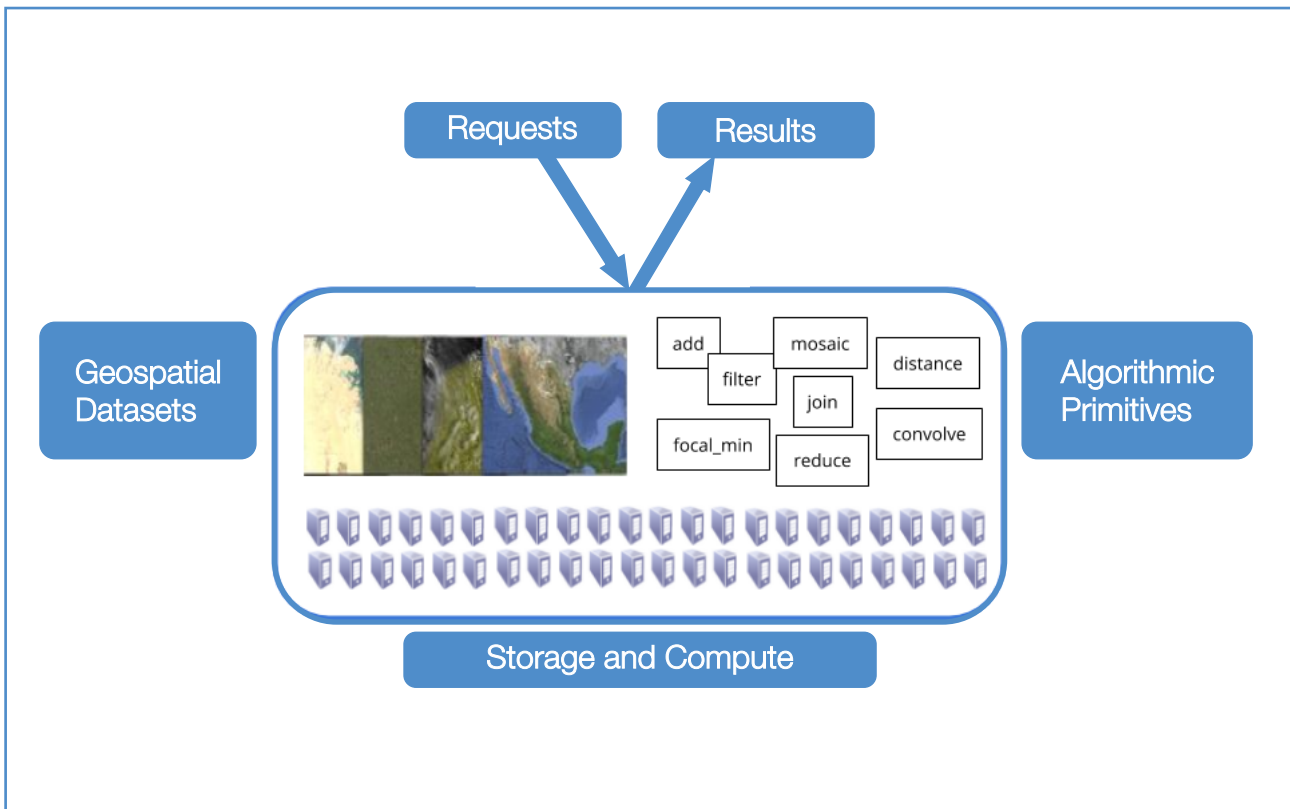 Requests
Results
Geospatial
Datasets
add
mosaic
filter
distance
join
focal_min
convolve
reduce
Algorithmic
Primitives
Storage and Compute